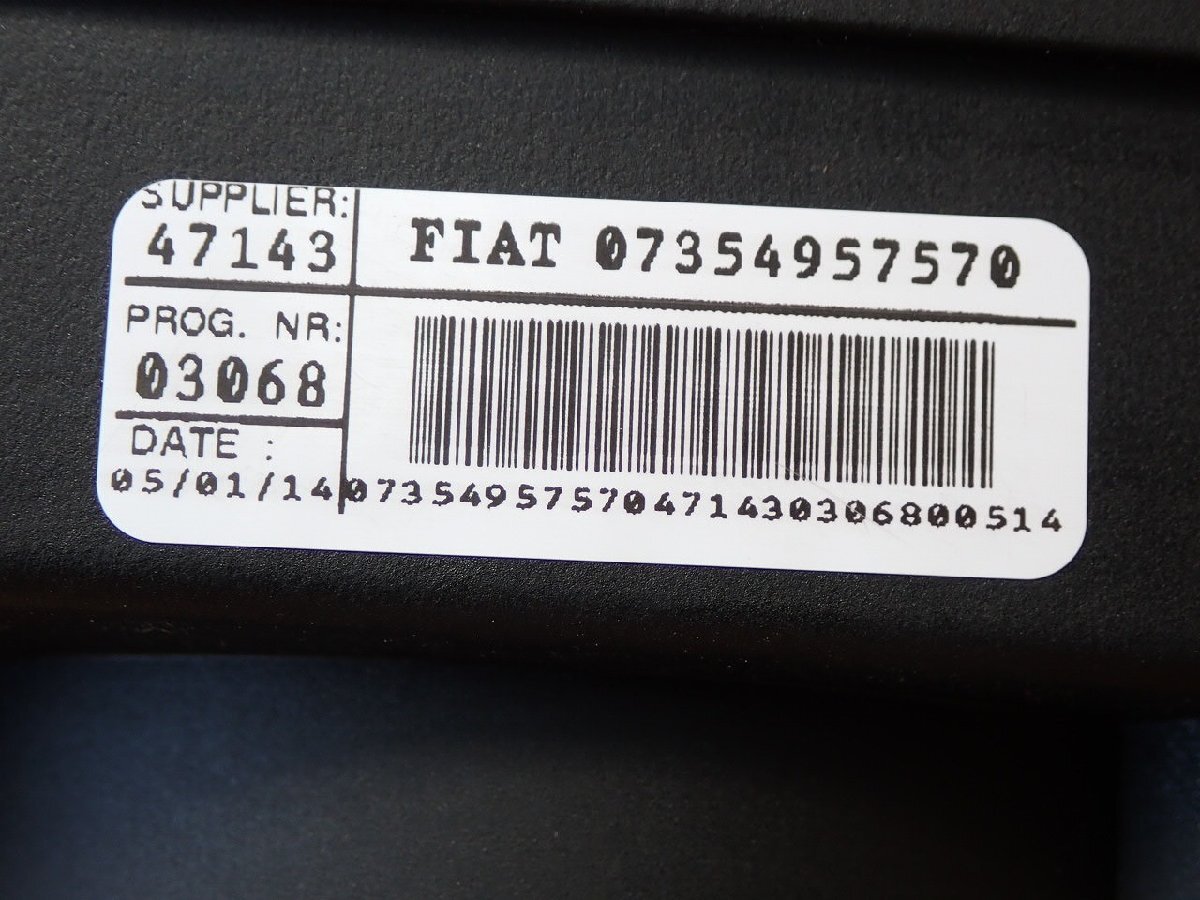 SUPPLIER:
47143
FIAT 07354957570
PROG. NR:
03068
DATE :
05/01/14
07354957570471430306800514